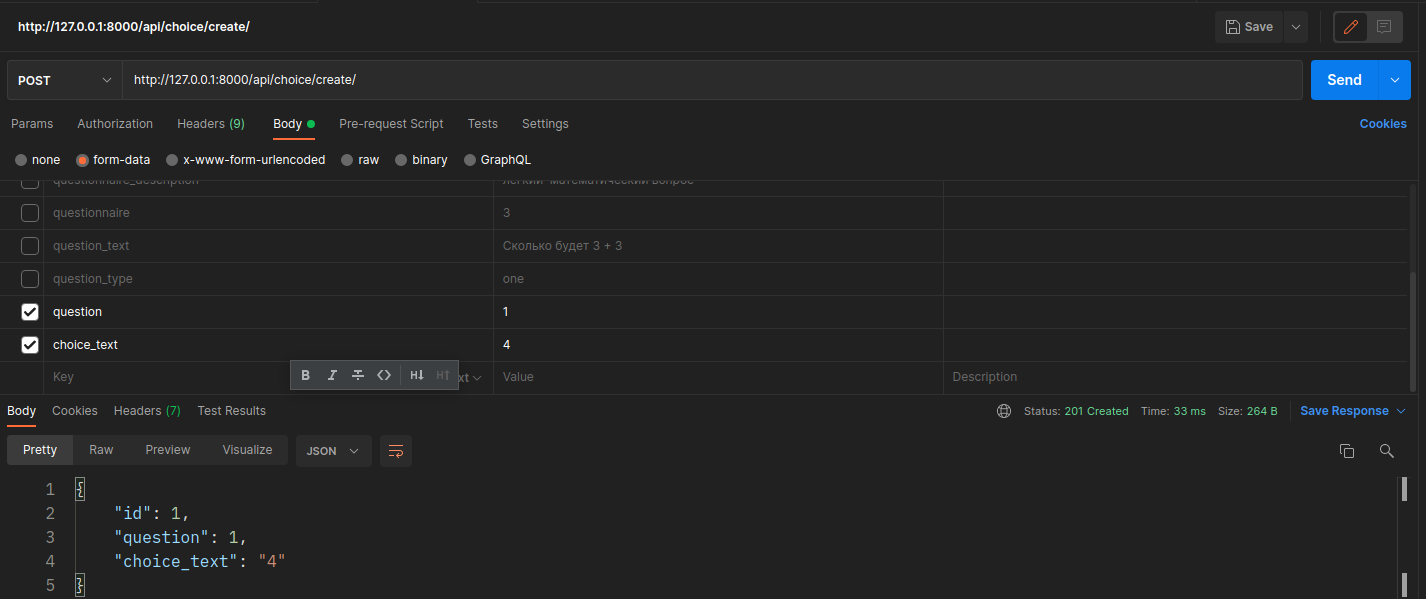 http://127.0.0.1:8000/api/choice/create/
Save
POST
http://127.0.0.1:8000/api/choice/create/
Send
Params Authorization Headers (9) Body Pre-request Script Tests Settings Cookies
none form-data x-www-form-urlencoded raw binary GraphQL
questionnaire_description легкий математический вопрос
questionnaire 3
question_text Сколько будет 3 + 3
question_type one
question 1
choice_text 4
Key Value Description
B I T <> H↓ H↑ xt
Body Cookies Headers (7) Test Results Status: 201 Created Time: 33 ms Size: 264 B Save Response
Pretty Raw Preview Visualize JSON
1 {
2 "id": 1,
3 "question": 1,
4 "choice_text": "4"
5 }